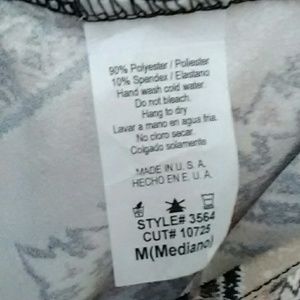 90% Polyester / Poliester
10% Spendex / Elastano
Hand wash cold water
Do not bleach.
Hang to dry
Lavar a mano en agua fria.
No cloro secar.
Colgado solamente
MADE IN U. S. A.
HECHO EN E. U. A.
STYLE# 3564
CUT# 10725
M(Mediano)